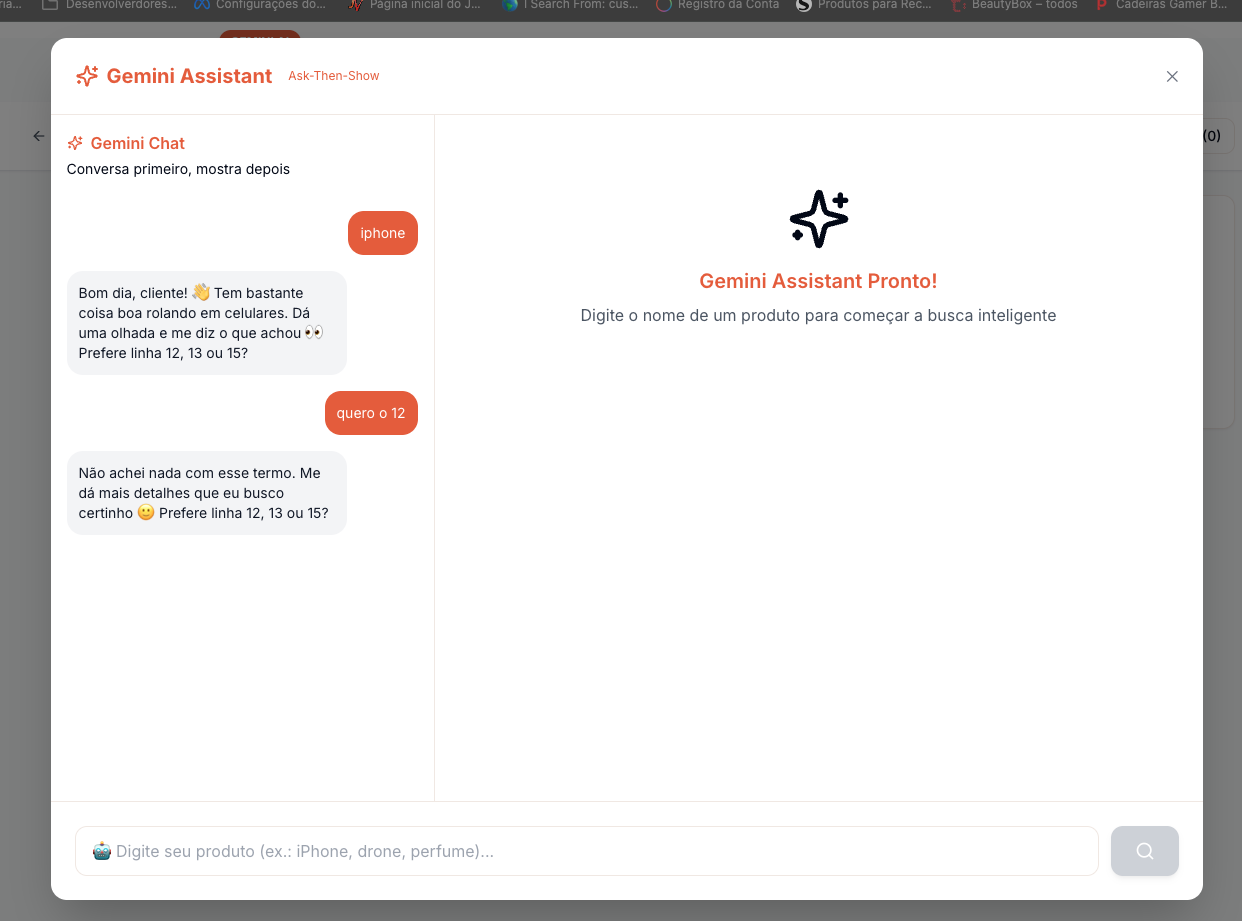 Desenvolverdores...
Configurações do...
Página inicial do J...
I Search From: cus...
Registro da Conta
Produtos para Rec...
BeautyBox – todos
Cadeiras Gamer B...
Gemini Assistant
Ask-Then-Show
(0)
Gemini Chat
Conversa primeiro, mostra depois
iphone
Bom dia, cliente! 👋 Tem bastante
coisa boa rolando em celulares. Dá
uma olhada e me diz o que achou 👀
Prefere linha 12, 13 ou 15?
quero o 12
Não achei nada com esse termo. Me
dá mais detalhes que eu busco
certinho 🙂 Prefere linha 12, 13 ou 15?
Gemini Assistant Pronto!
Digite o nome de um produto para começar a busca inteligente
🤖 Digite seu produto (ex.: iPhone, drone, perfume)...